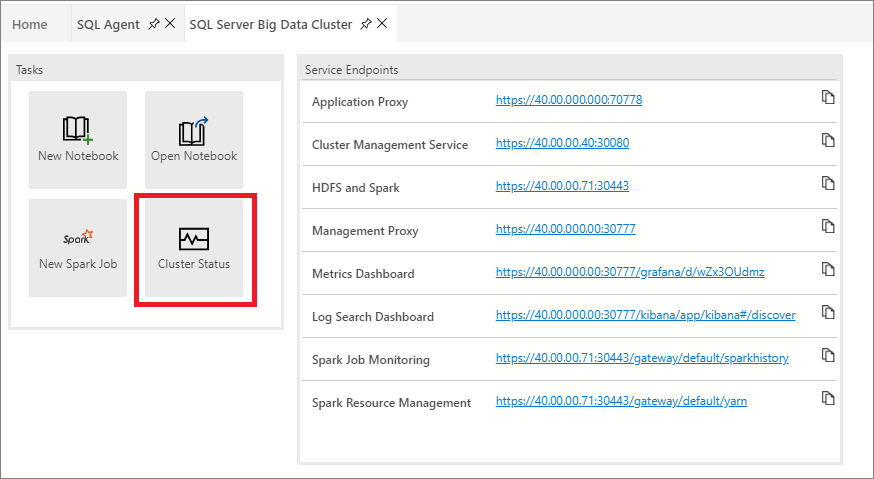 Home
SQL Agent
SQL Server Big Data Cluster
Tasks
New Notebook
Open Notebook
Spark
New Spark Job
Cluster Status
Service Endpoints
Application Proxy https://40.00.000.000:70778
Cluster Management Service https://40.00.00.40:30080
HDFS and Spark https://40.00.00.71:30443
Management Proxy https://40.000.00.00:30777
Metrics Dashboard https://40.000.00.00:30777/grafana/d/wZx3OUdmz
Log Search Dashboard https://40.000.00.00:30777/kibana/app/kibana#/discover
Spark Job Monitoring https://40.00.00.71:30443/gateway/default/sparkhistory
Spark Resource Management https://40.00.00.71:30443/gateway/default/yarn